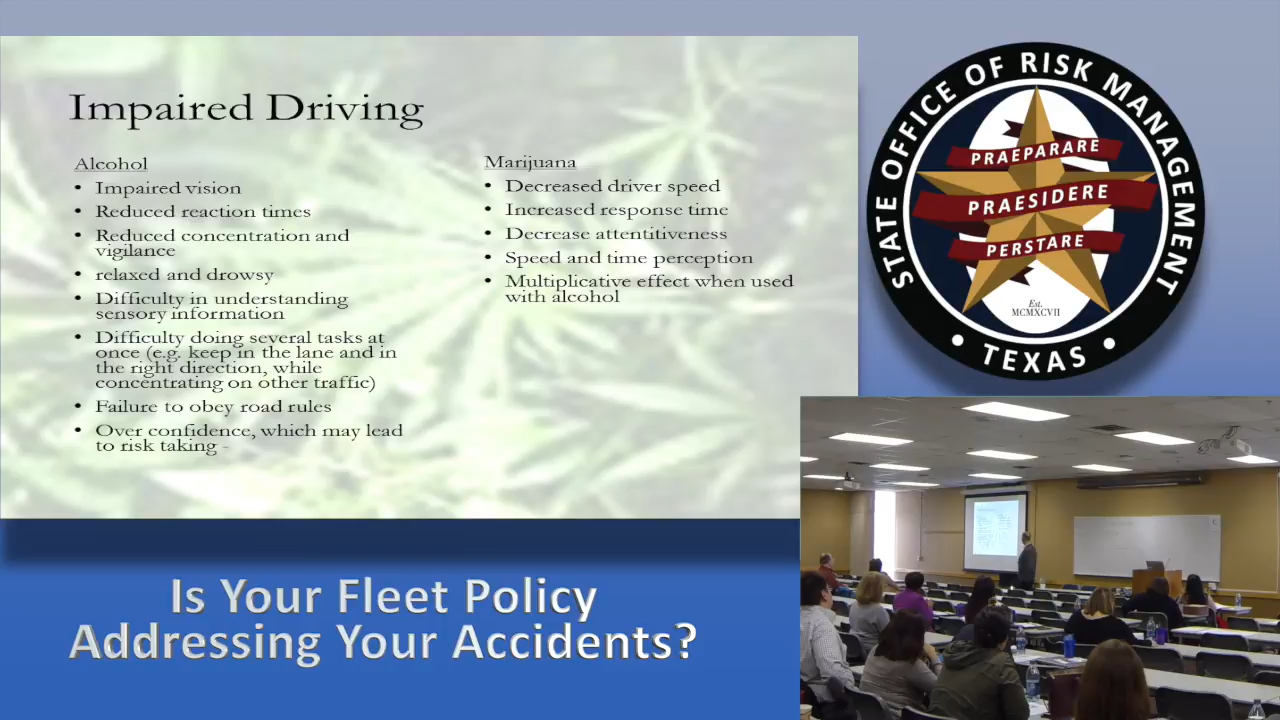 Impaired Driving
Alcohol
• Impaired vision
• Reduced reaction times
• Reduced concentration and
vigilance
• relaxed and drowsy
• Difficulty in understanding
sensory information
• Difficulty doing several tasks at
once (e.g. keep in the lane and in
the right direction, while
concentrating on other traffic)
• Failure to obey road rules
• Over confidence, which may lead
to risk taking -
Marijuana
• Decreased driver speed
• Increased response time
• Decrease attentitiveness
• Speed and time perception
• Multiplicative effect when used
with alcohol
STATE OFFICE OF RISK MANAGEMENT
PRAEPARARE
PRAESIDERE
PERSTARE
Est.
MCMXCVII
• TEXAS •
Is Your Fleet Policy
Addressing Your Accidents?